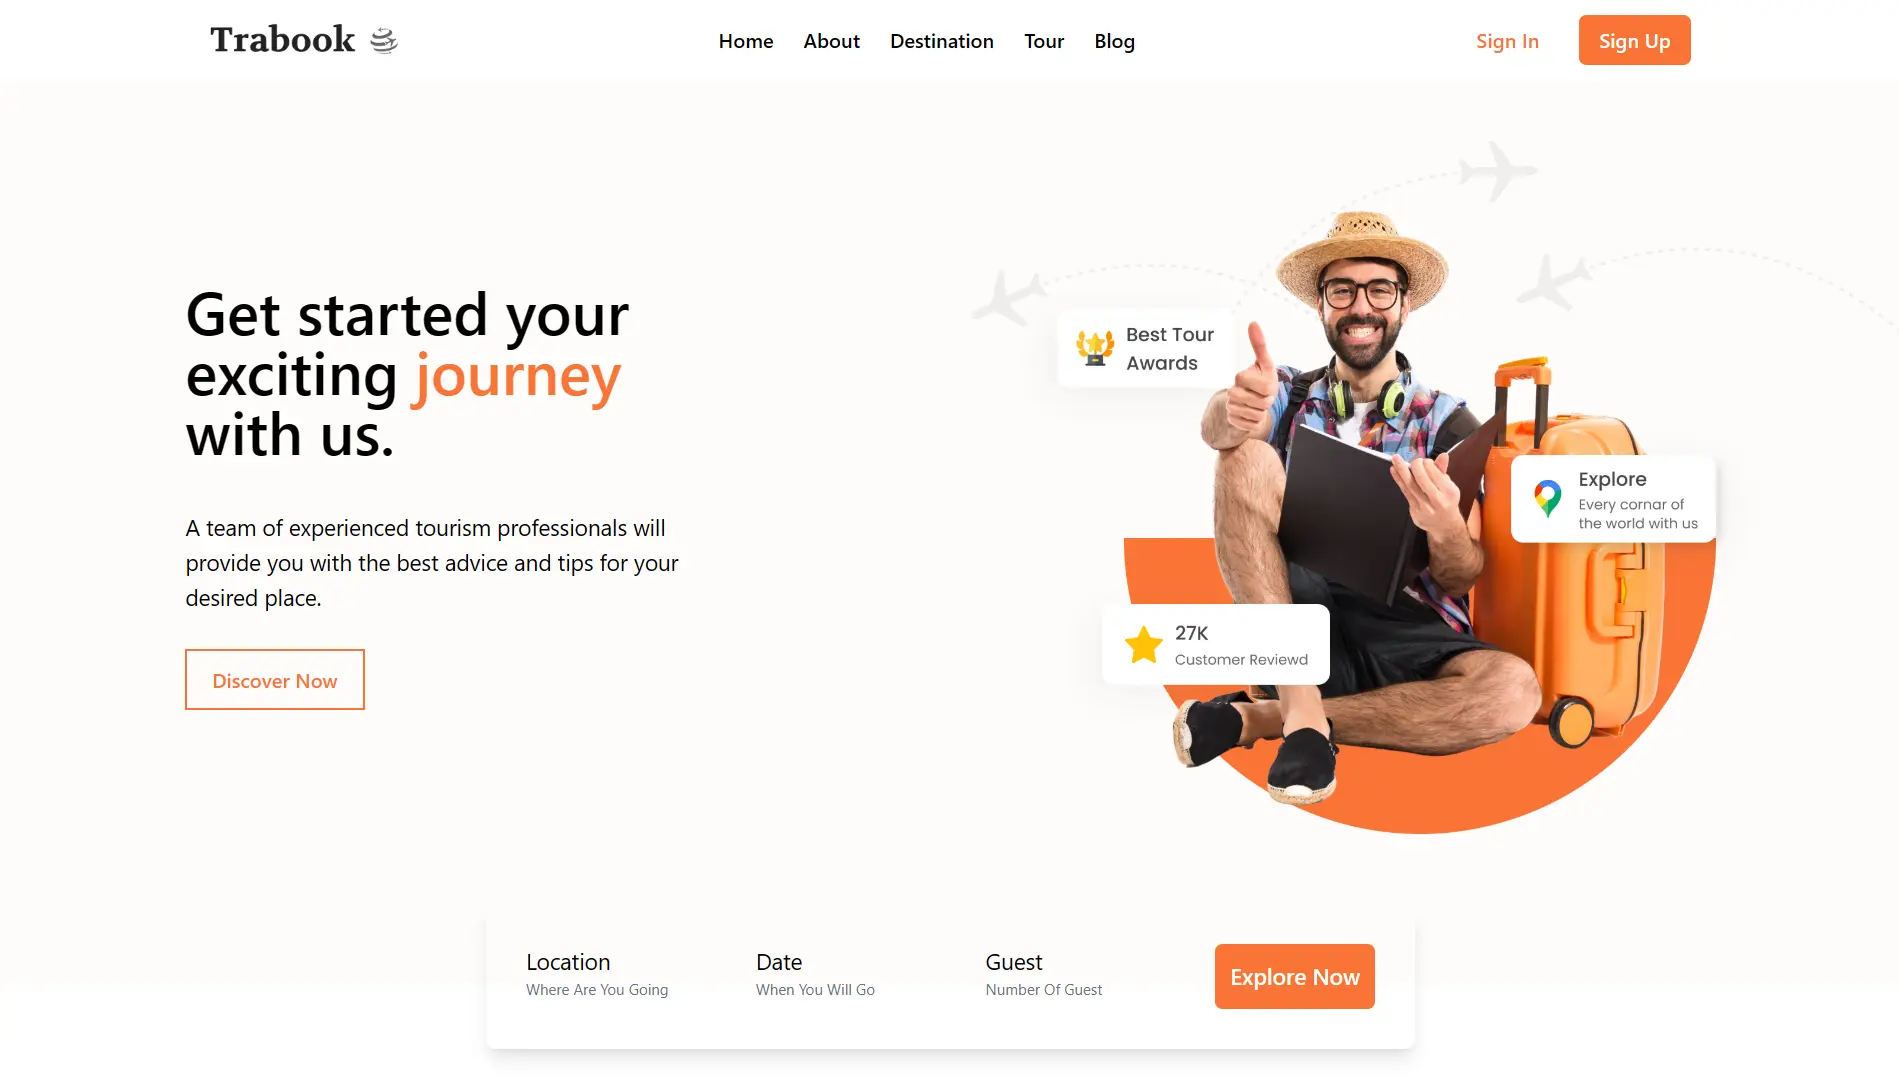 Trabook
Home About Destination Tour Blog
Sign In
Sign Up
Get started your
exciting journey
with us.
A team of experienced tourism professionals will
provide you with the best advice and tips for your
desired place.
Discover Now
Best Tour
Awards
Explore
Every cornar of
the world with us
27K
Customer Reviewd
Location
Where Are You Going
Date
When You Will Go
Guest
Number Of Guest
Explore Now